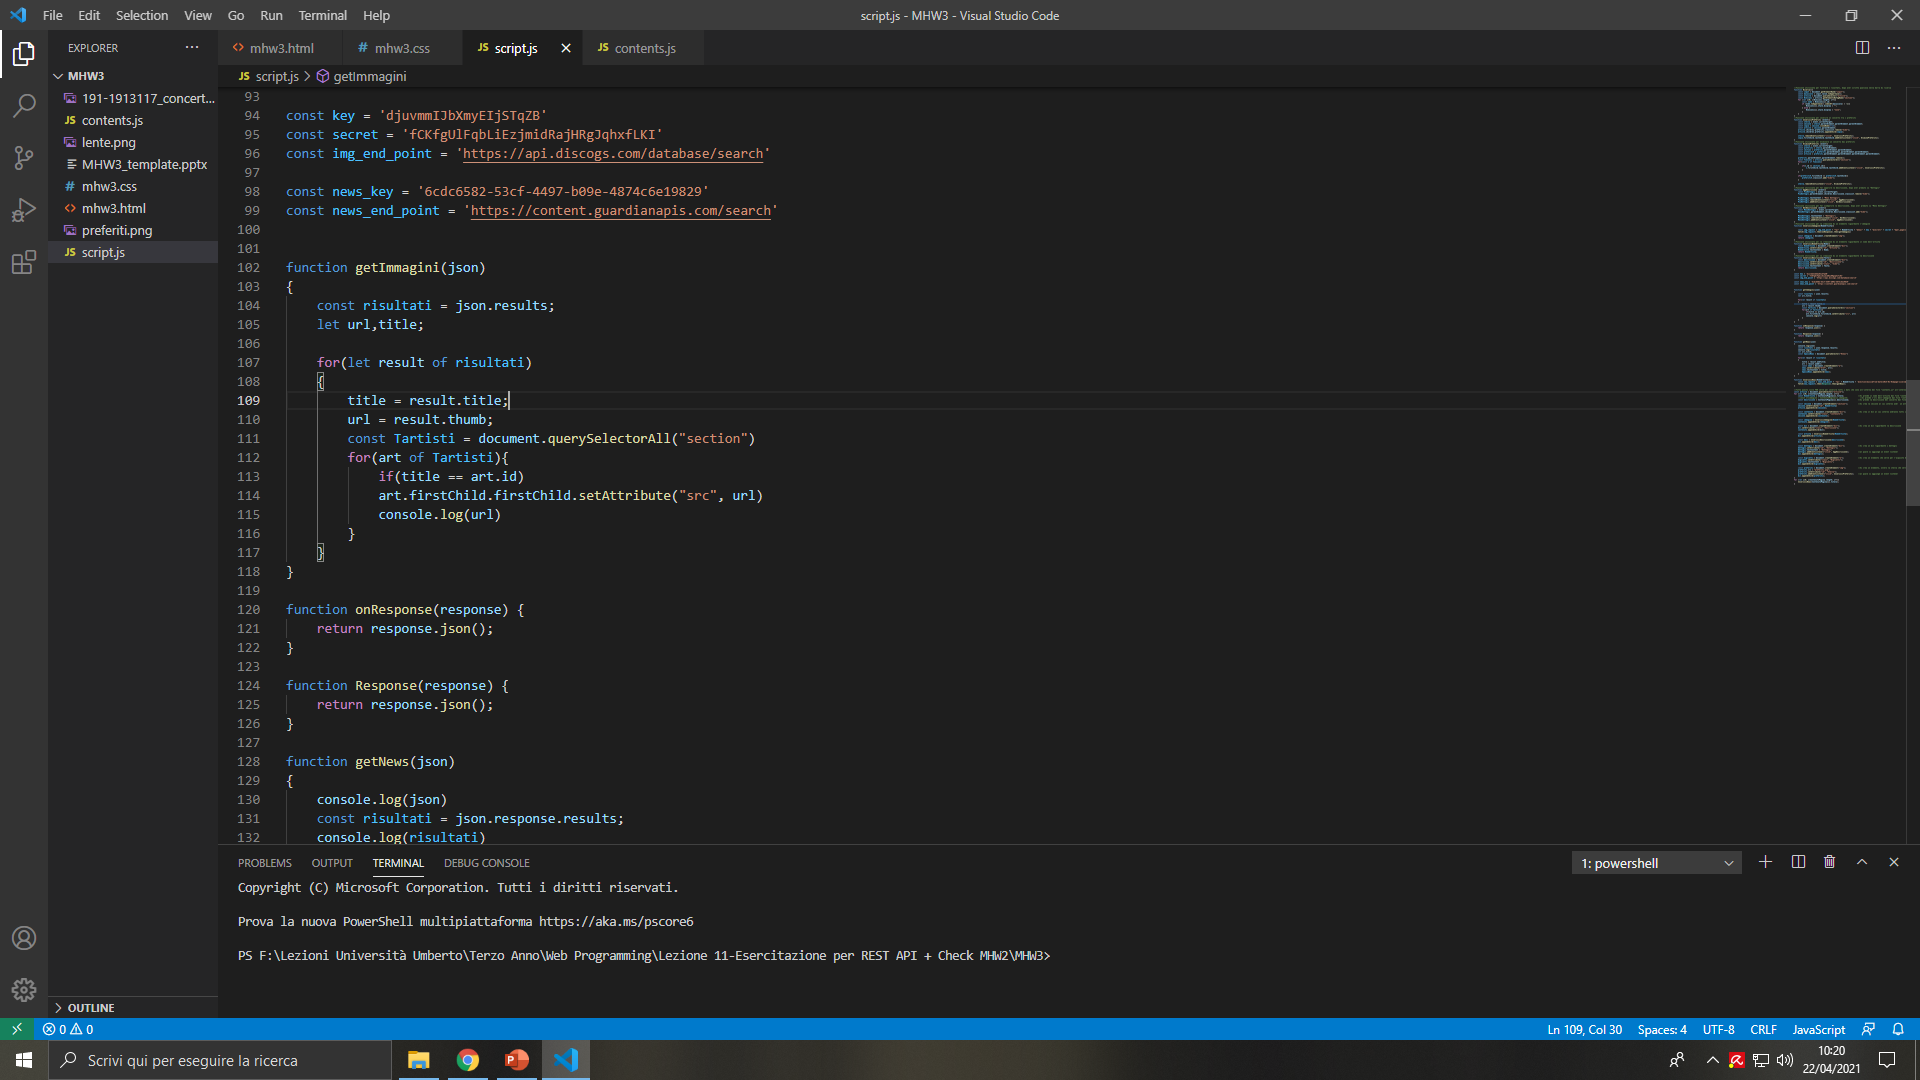 File Edit Selection View Go Run Terminal Help
script.js - MHW3 - Visual Studio Code
EXPLORER
MHW3
191-1913117_concert...
contents.js
lente.png
MHW3_template.pptx
mhw3.css
mhw3.html
preferiti.png
JS script.js
OUTLINE
mhw3.html
# mhw3.css
JS script.js
JS contents.js
JS script.js > getImmagini
93
94 const key = 'djuvmmIJbXmyEIjSTqZB'
95 const secret = 'fCKfgUlFqbLiEzjmidRajHRgJqhxfLKI'
96 const img_end_point = 'https://api.discogs.com/database/search'
97
98 const news_key = '6cdc6582-53cf-4497-b09e-4874c6e19829'
99 const news_end_point = 'https://content.guardianapis.com/search'
100
101
102 function getImmagini(json)
103 {
104 const risultati = json.results;
105 let url,title;
106
107 for(let result of risultati)
108 {
109 title = result.title;
110 url = result.thumb;
111 const Tartisti = document.querySelectorAll("section")
112 for(art of Tartisti){
113 if(title == art.id)
114 art.firstChild.firstChild.setAttribute("src", url)
115 console.log(url)
116 }
117 }
118 }
119
120 function onResponse(response) {
121 return response.json();
122 }
123
124 function Response(response) {
125 return response.json();
126 }
127
128 function getNews(json)
129 {
130 console.log(json)
131 const risultati = json.response.results;
132 console.log(risultati)
PROBLEMS OUTPUT TERMINAL DEBUG CONSOLE
1: powershell
Copyright (C) Microsoft Corporation. Tutti i diritti riservati.
Prova la nuova PowerShell multipiattaforma https://aka.ms/pscore6
PS F:\Lezioni Università Umberto\Terzo Anno\Web Programming\Lezione 11-Esercitazione per REST API + Check MHW2\MHW3>
0 0
Ln 109, Col 30 Spaces: 4 UTF-8 CRLF JavaScript
Scrivi qui per eseguire la ricerca
10:20
22/04/2021